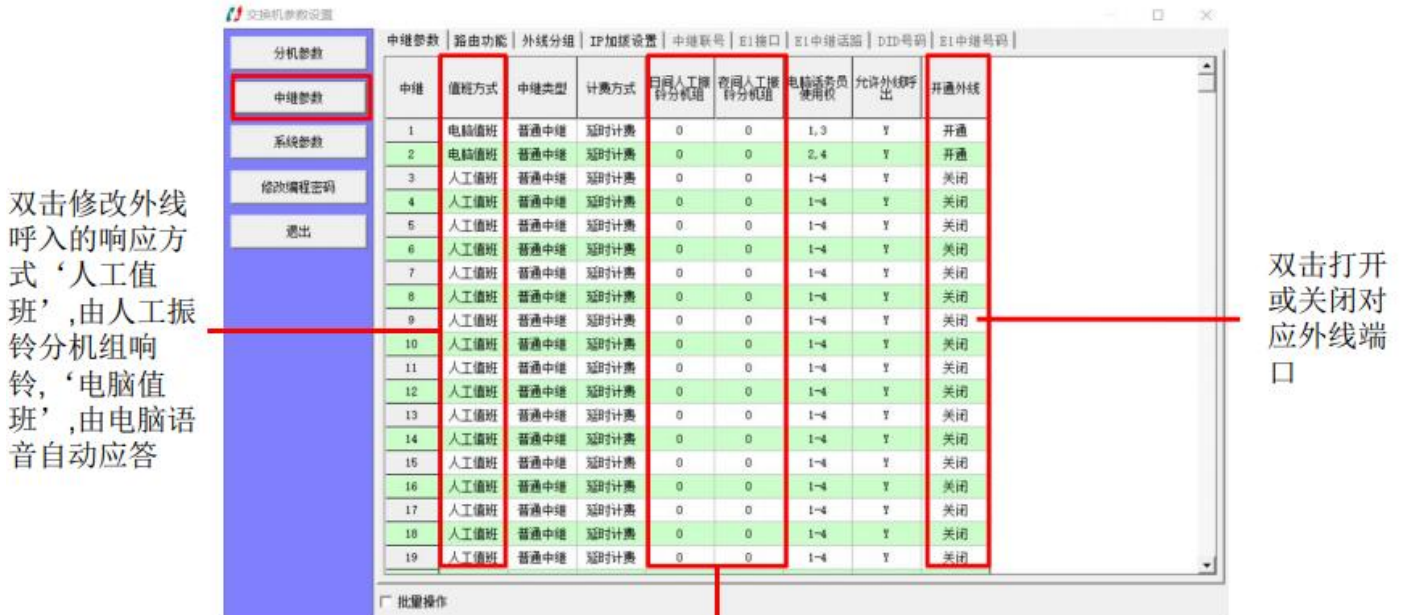 交换机参数设置
分机参数
中继参数
系统参数
修改编程密码
退出
中继参数 路由功能 外线分组 IP加拨设置 中继联号 E1接口 E1中继话路 DID号码 E1中继号码
中继 值班方式 中继类型 计费方式 日间人工振铃分机组 夜间人工振铃分机组 电脑话务员使用权 允许外线呼出 开通外线
1 电脑值班 普通中继 延时计费 0 0 1,3 Y 开通
2 电脑值班 普通中继 延时计费 0 0 2,4 Y 开通
3 人工值班 普通中继 延时计费 0 0 1-4 Y 关闭
4 人工值班 普通中继 延时计费 0 0 1-4 Y 关闭
5 人工值班 普通中继 延时计费 0 0 1-4 Y 关闭
6 人工值班 普通中继 延时计费 0 0 1-4 Y 关闭
7 人工值班 普通中继 延时计费 0 0 1-4 Y 关闭
8 人工值班 普通中继 延时计费 0 0 1-4 Y 关闭
9 人工值班 普通中继 延时计费 0 0 1-4 Y 关闭
10 人工值班 普通中继 延时计费 0 0 1-4 Y 关闭
11 人工值班 普通中继 延时计费 0 0 1-4 Y 关闭
12 人工值班 普通中继 延时计费 0 0 1-4 Y 关闭
13 人工值班 普通中继 延时计费 0 0 1-4 Y 关闭
14 人工值班 普通中继 延时计费 0 0 1-4 Y 关闭
15 人工值班 普通中继 延时计费 0 0 1-4 Y 关闭
16 人工值班 普通中继 延时计费 0 0 1-4 Y 关闭
17 人工值班 普通中继 延时计费 0 0 1-4 Y 关闭
18 人工值班 普通中继 延时计费 0 0 1-4 Y 关闭
19 人工值班 普通中继 延时计费 0 0 1-4 Y 关闭
批量操作
双击修改外线
呼入的响应方
式‘人工值
班’,由人工振
铃分机组响
铃,‘电脑值
班’,由电脑语
音自动应答
双击打开
或关闭对
应外线端
口